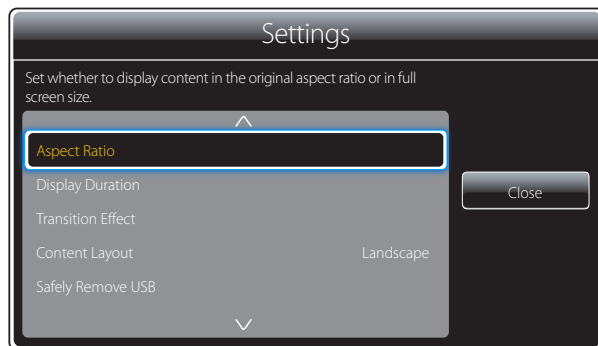 Settings
Set whether to display content in the original aspect ratio or in full
screen size.
Aspect Ratio
Display Duration
Transition Effect
Content Layout Landscape
Safely Remove USB
Close